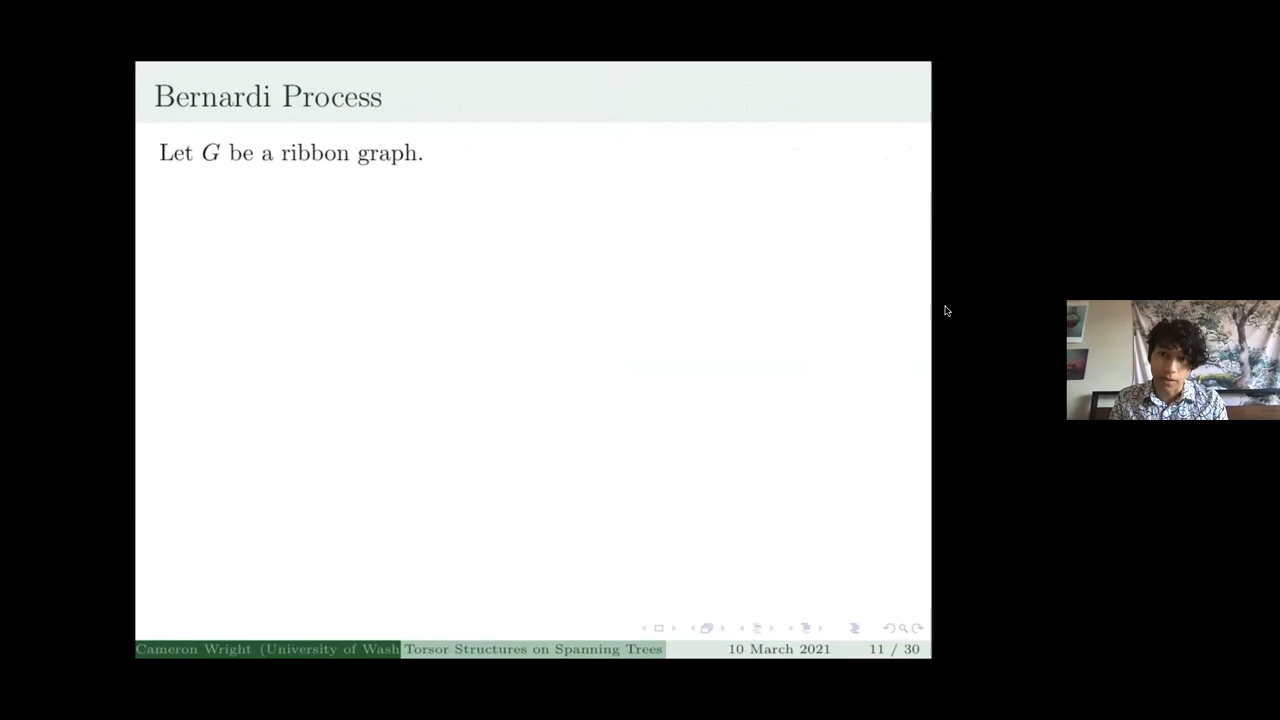 Bernardi Process
Let G be a ribbon graph.
Cameron Wright (University of Wash
Torsor Structures on Spanning Trees
10 March 2021
11 / 30